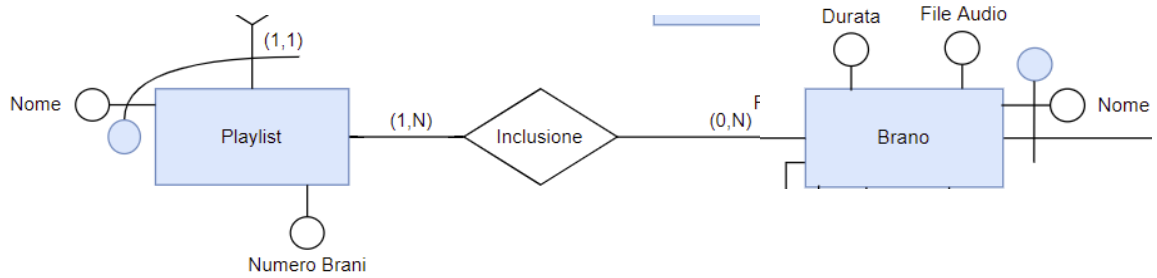 Durata
File Audio
(1,1)
Nome
F
Nome
Playlist
(1,N)
Inclusione
(0,N)
Brano
Numero Brani